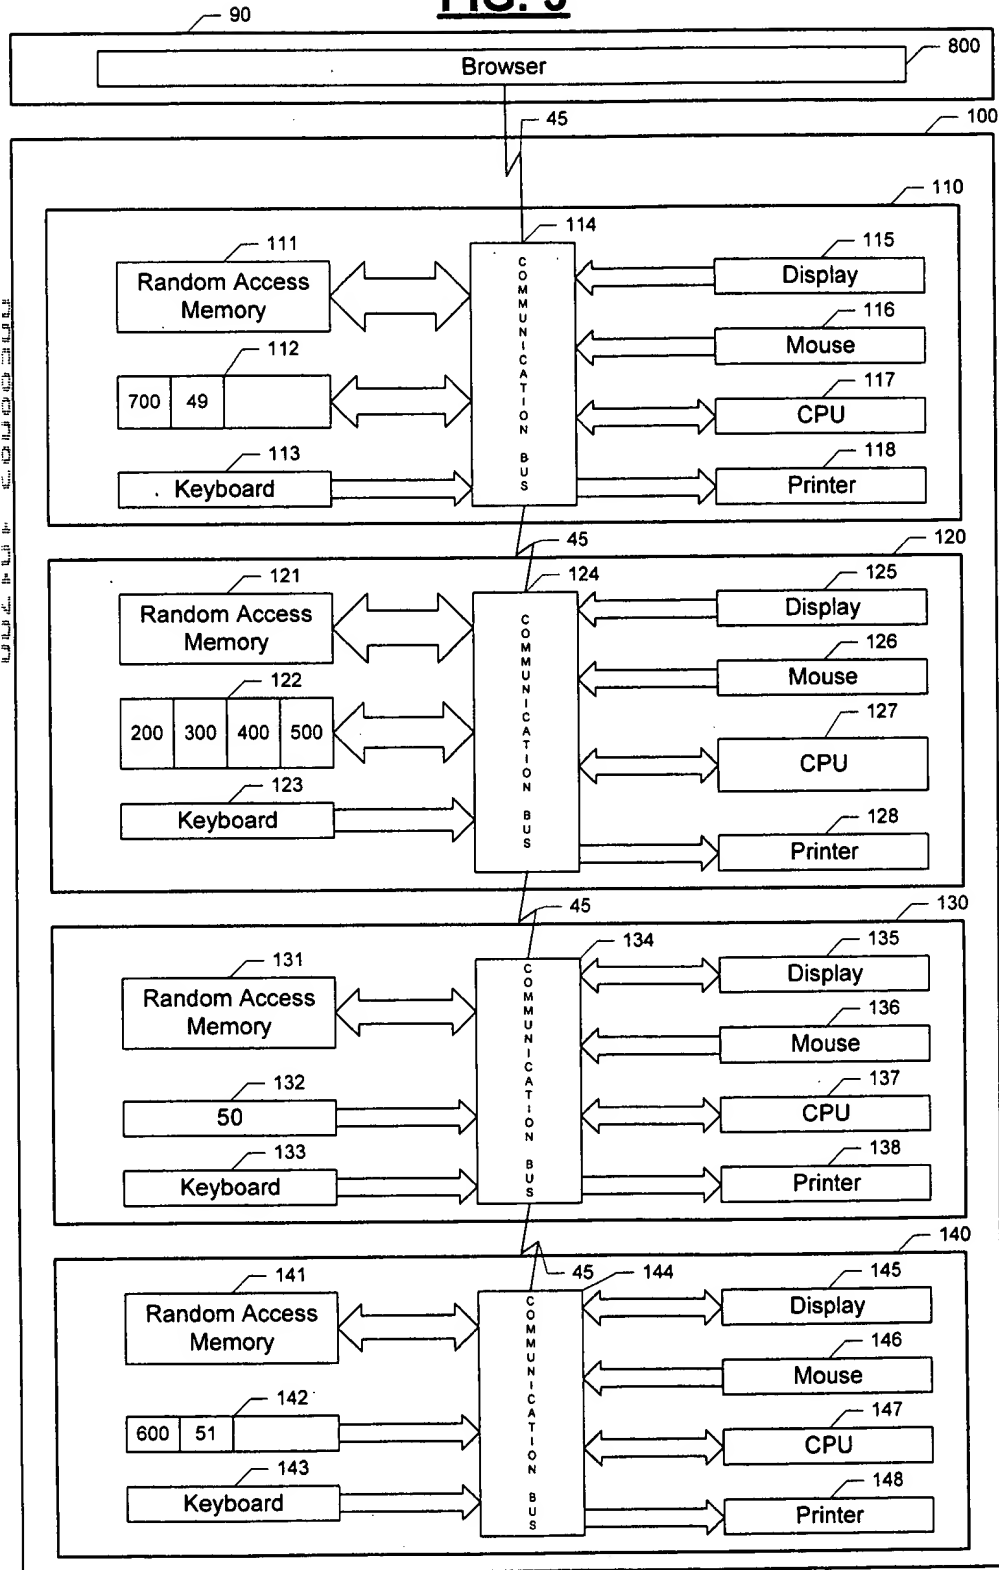 90
800
Browser
45
100
110
114
111
Random Access
Memory
115
Display
116
Mouse
112
700 49
117
CPU
113
Keyboard
118
Printer
COMMUNICATION BUS
45
120
124
121
Random Access
Memory
125
Display
126
Mouse
122
200 300 400 500
127
CPU
123
Keyboard
128
Printer
COMMUNICATION BUS
45
130
134
131
Random Access
Memory
135
Display
136
Mouse
132
50
137
CPU
133
Keyboard
138
Printer
COMMUNICATION BUS
45
140
144
141
Random Access
Memory
145
Display
146
Mouse
142
600 51
147
CPU
143
Keyboard
148
Printer
COMMUNICATION BUS